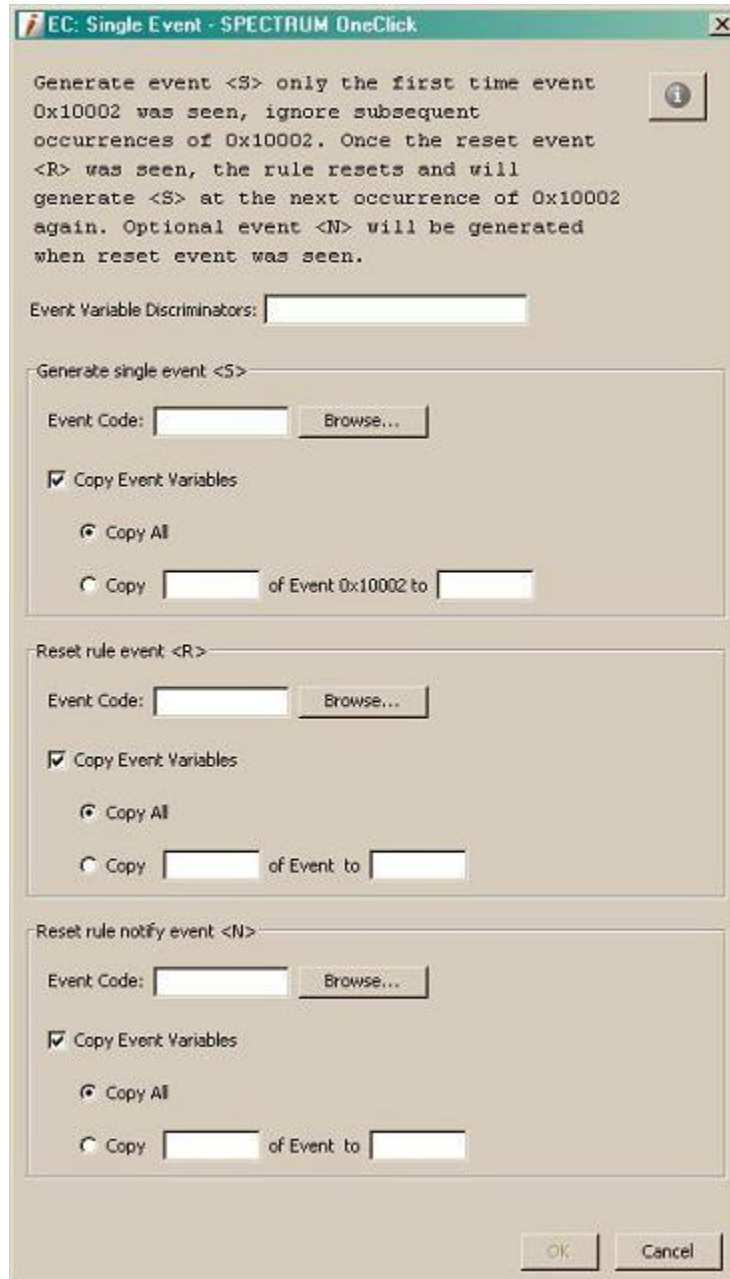 EC: Single Event - SPECTRUM OneClick
Generate event <S> only the first time event
0x10002 was seen, ignore subsequent
occurrences of 0x10002. Once the reset event
<R> was seen, the rule resets and will
generate <S> at the next occurrence of 0x10002
again. Optional event <N> will be generated
when reset event was seen.
Event Variable Discriminators:
Generate single event <S>
Event Code: Browse...
Copy Event Variables
Copy All
Copy of Event 0x10002 to
Reset rule event <R>
Event Code: Browse...
Copy Event Variables
Copy All
Copy of Event to
Reset rule notify event <N>
Event Code: Browse...
Copy Event Variables
Copy All
Copy of Event to
OK Cancel